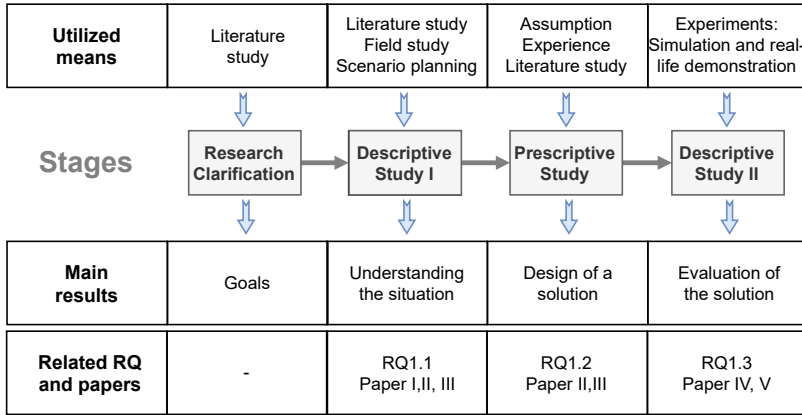 Utilized
means
Literature
study
Literature study
Field study
Scenario planning
Assumption
Experience
Literature study
Experiments:
Simulation and real-
life demonstration
Stages
Research
Clarification
Descriptive
Study I
Prescriptive
Study
Descriptive
Study II
Main
results
Goals
Understanding
the situation
Design of a
solution
Evaluation of
the solution
Related RQ
and papers
-
RQ1.1
Paper I,II, III
RQ1.2
Paper II,III
RQ1.3
Paper IV, V